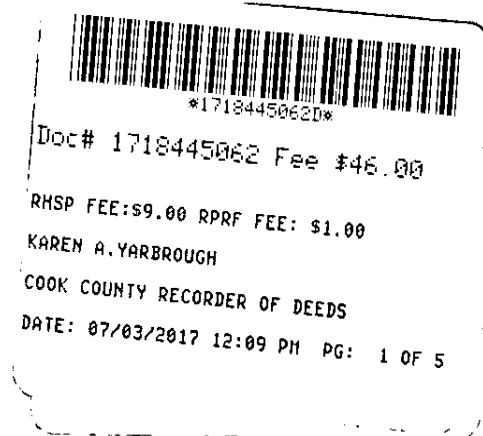 *1718445062D*
Doc# 1718445062 Fee $46.00
RHSP FEE:$9.00 RPRF FEE: $1.00
KAREN A.YARBROUGH
COOK COUNTY RECORDER OF DEEDS
DATE: 07/03/2017 12:09 PM PG: 1 OF 5